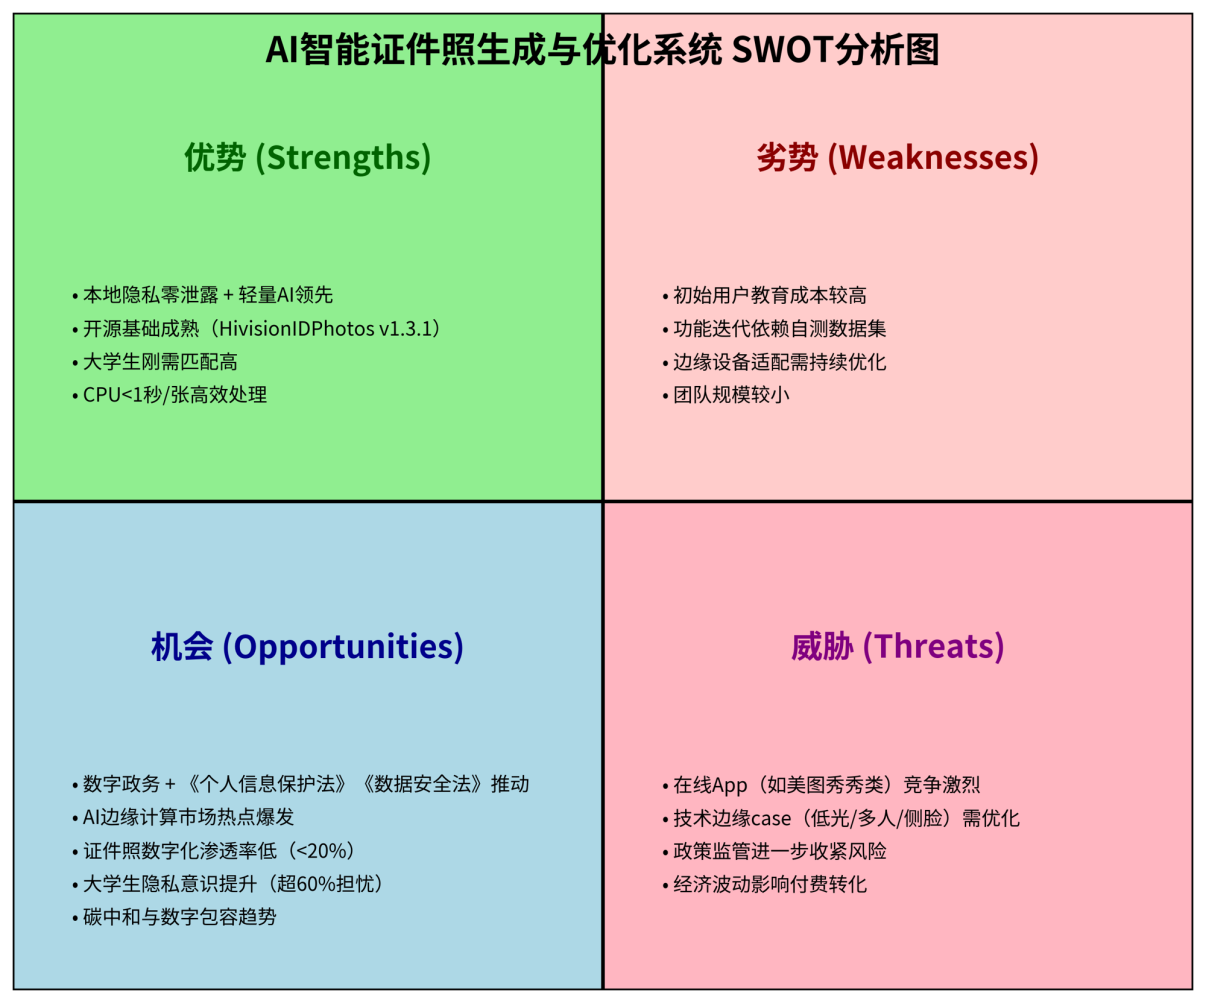 AI智能证件照生成与优化系统 SWOT分析图
优势 (Strengths)
• 本地隐私零泄露 + 轻量AI领先
• 开源基础成熟（HivisionIDPhotos v1.3.1）
• 大学生刚需匹配高
• CPU<1秒/张高效处理
劣势 (Weaknesses)
• 初始用户教育成本较高
• 功能迭代依赖自测数据集
• 边缘设备适配需持续优化
• 团队规模较小
机会 (Opportunities)
• 数字政务 + 《个人信息保护法》《数据安全法》推动
• AI边缘计算市场热点爆发
• 证件照数字化渗透率低（<20%）
• 大学生隐私意识提升（超60%担忧）
• 碳中和与数字包容趋势
威胁 (Threats)
• 在线App（如美图秀秀类）竞争激烈
• 技术边缘case（低光/多人/侧脸）需优化
• 政策监管进一步收紧风险
• 经济波动影响付费转化